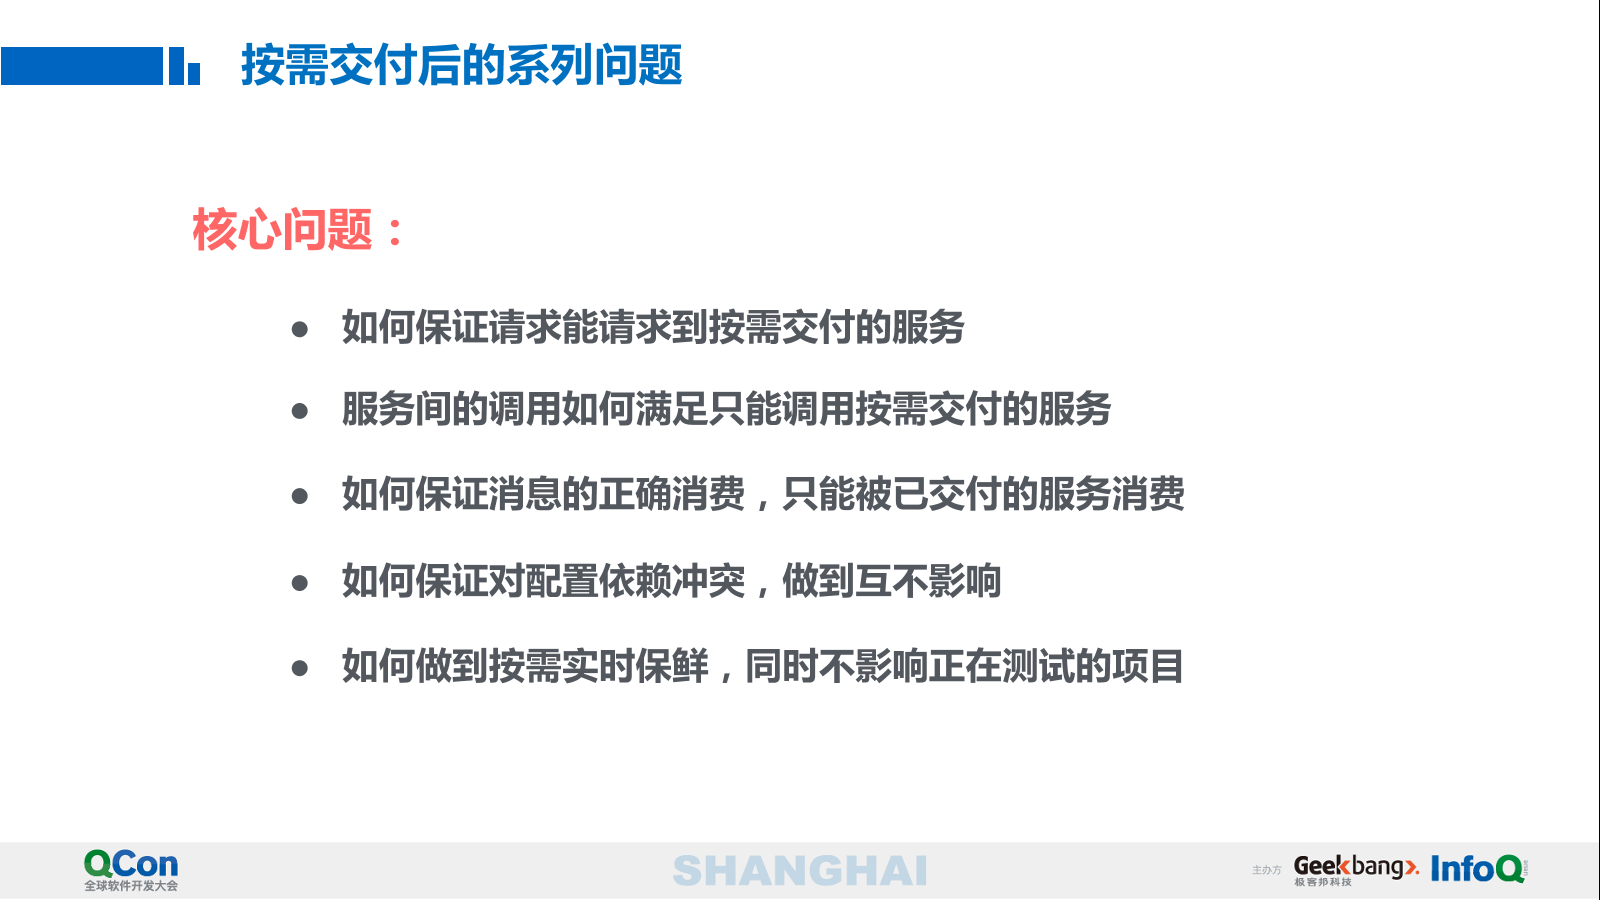 按需交付后的系列问题
核心问题：
● 如何保证请求能请求到按需交付的服务
● 服务间的调用如何满足只能调用按需交付的服务
● 如何保证消息的正确消费，只能被已交付的服务消费
● 如何保证对配置依赖冲突，做到互不影响
● 如何做到按需实时保鲜，同时不影响正在测试的项目
QCon
全球软件开发大会
SHANGHAI
主办方
Geekbang>.
极客邦科技
InfoQ